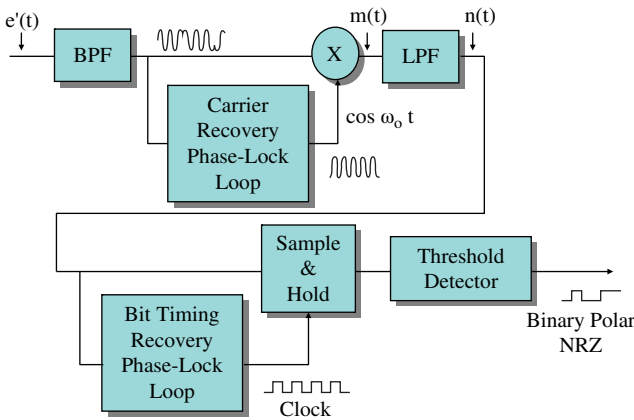 e'(t)
m(t)
n(t)
BPF
X
LPF
Carrier
Recovery
Phase-Lock
Loop
cos ωo t
Sample
&
Hold
Threshold
Detector
Bit Timing
Recovery
Phase-Lock
Loop
Binary Polar
NRZ
Clock